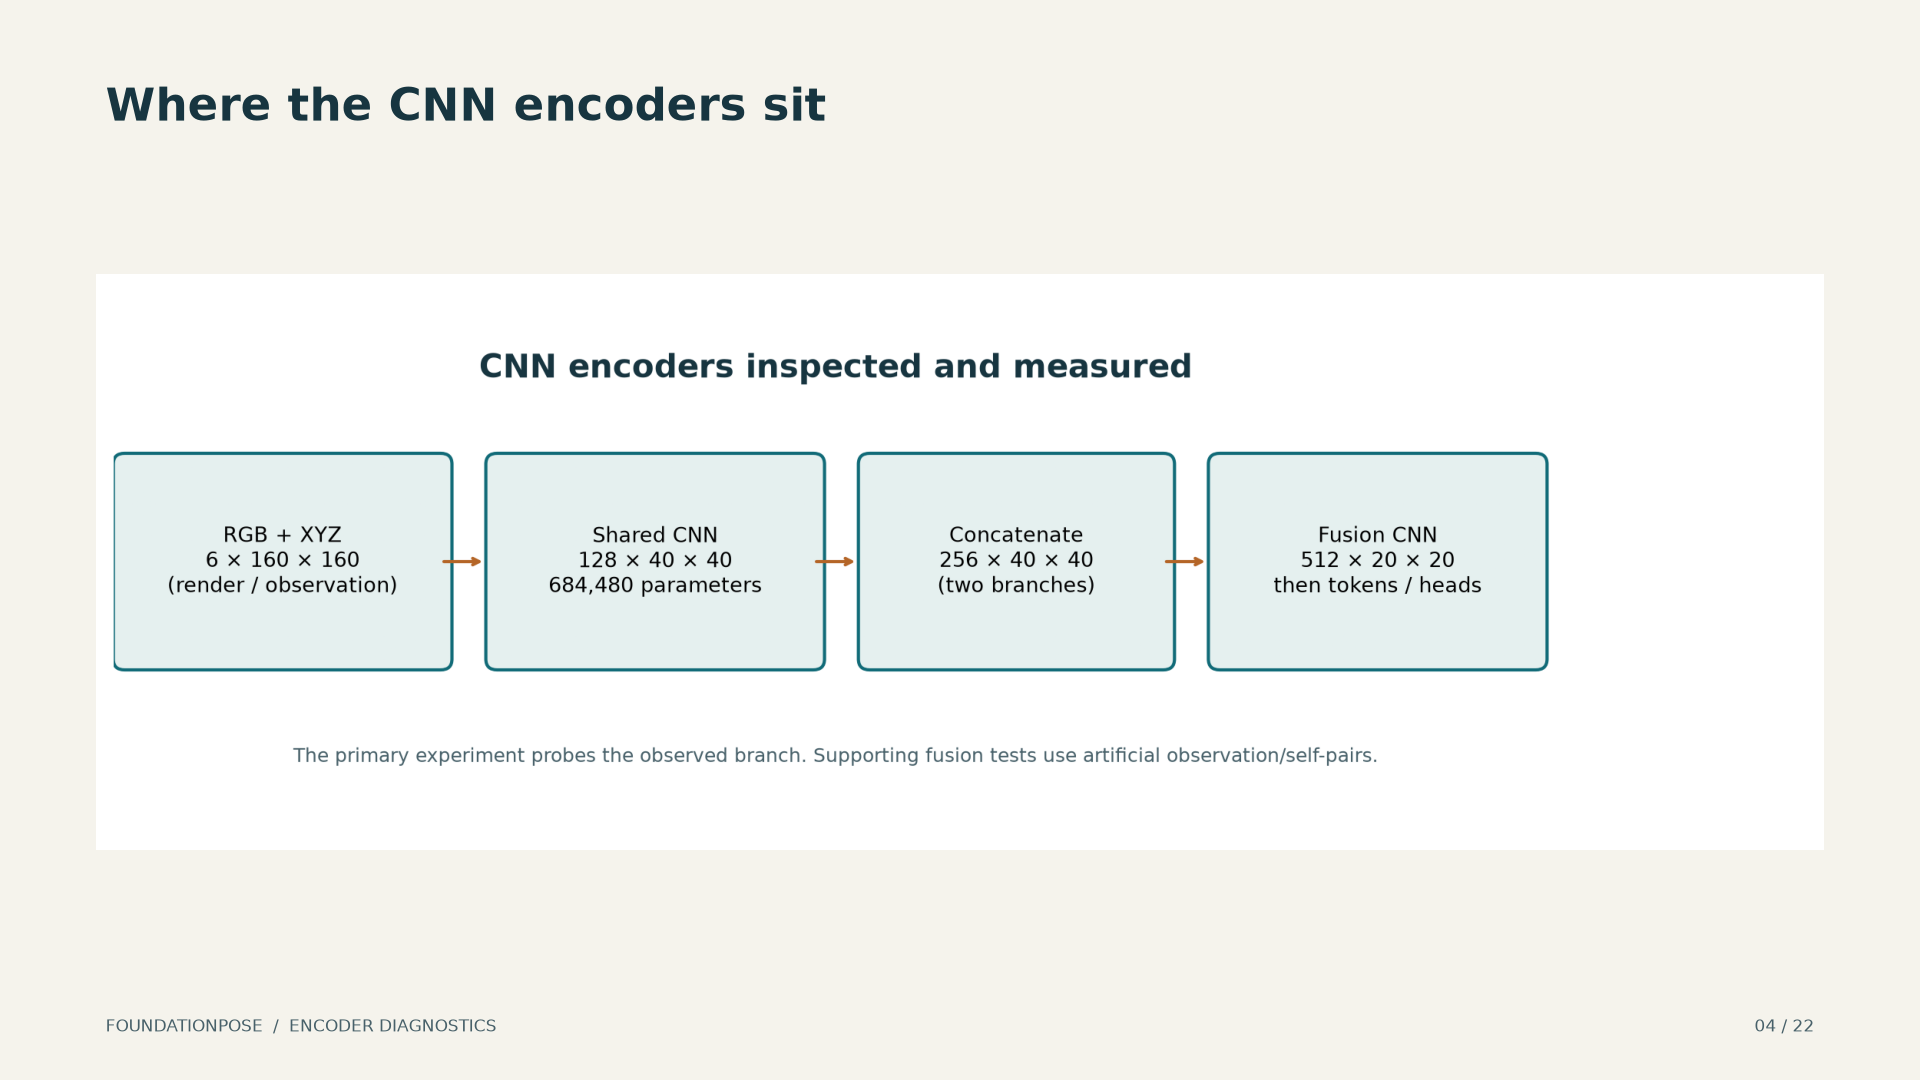 Where the CNN encoders sit
CNN encoders inspected and measured
RGB + XYZ
6 × 160 × 160
(render / observation)
Shared CNN
128 × 40 × 40
684,480 parameters
Concatenate
256 × 40 × 40
(two branches)
Fusion CNN
512 × 20 × 20
then tokens / heads
The primary experiment probes the observed branch. Supporting fusion tests use artificial observation/self-pairs.
FOUNDATIONPOSE / ENCODER DIAGNOSTICS
04 / 22